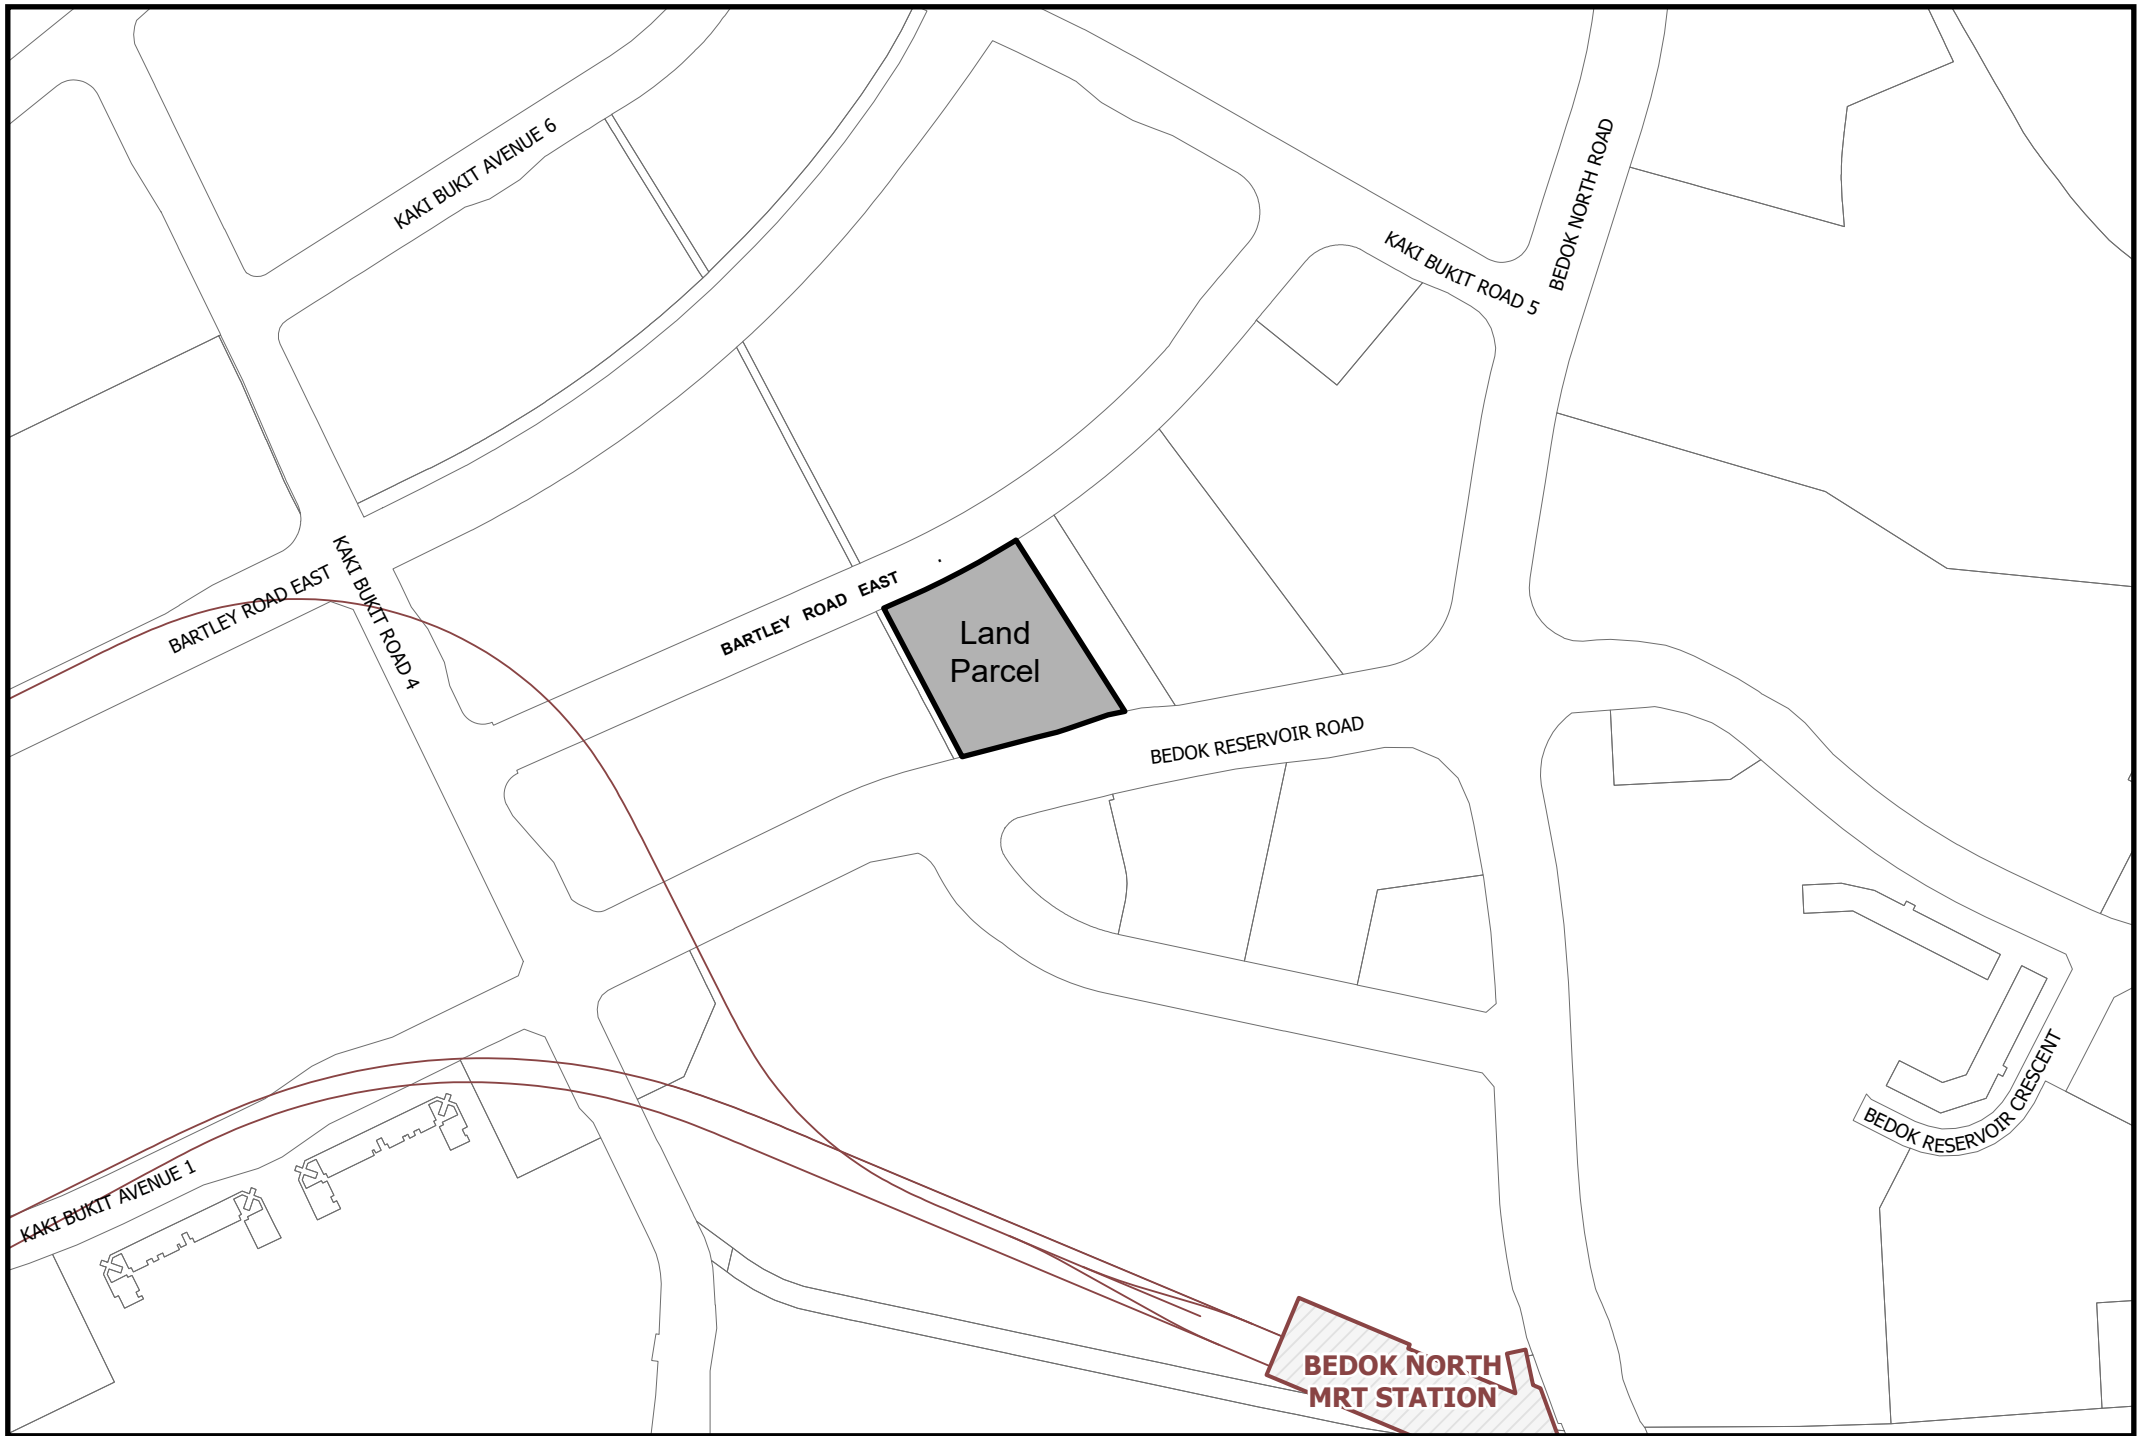 KAKI BUKIT AVENUE 6
BEDOK NORTH ROAD
KAKI BUKIT ROAD 5
BARTLEY ROAD EAST
KAKI BUKIT ROAD 4
BARTLEY ROAD EAST
Land
Parcel
BEDOK RESERVOIR ROAD
BEDOK RESERVOIR CRESCENT
KAKI BUKIT AVENUE 1
BEDOK NORTH
MRT STATION